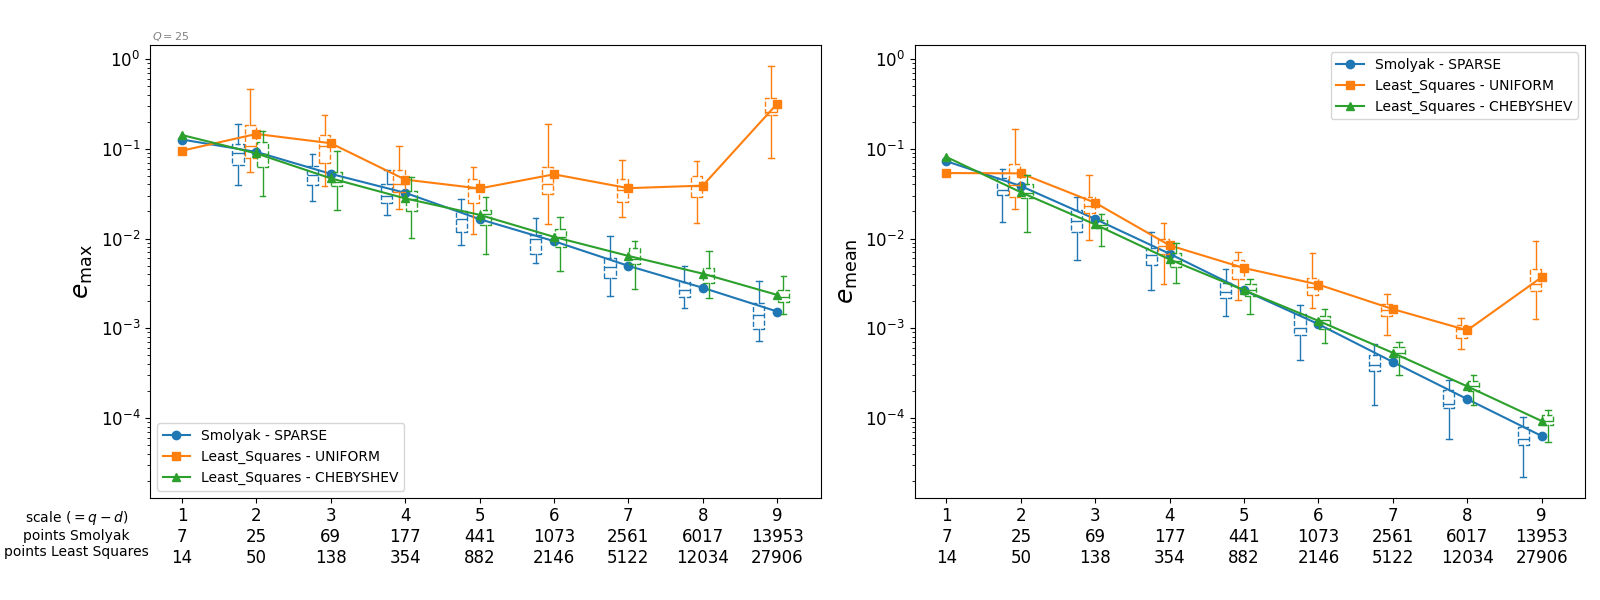 Q = 25
10⁰
10⁻¹
10⁻²
10⁻³
10⁻⁴
e_max
Smolyak - SPARSE
Least_Squares - UNIFORM
Least_Squares - CHEBYSHEV
scale (= q − d) 1 2 3 4 5 6 7 8 9
points Smolyak 7 25 69 177 441 1073 2561 6017 13953
points Least Squares 14 50 138 354 882 2146 5122 12034 27906
10⁰
10⁻¹
10⁻²
10⁻³
10⁻⁴
e_mean
Smolyak - SPARSE
Least_Squares - UNIFORM
Least_Squares - CHEBYSHEV
1 2 3 4 5 6 7 8 9
7 25 69 177 441 1073 2561 6017 13953
14 50 138 354 882 2146 5122 12034 27906